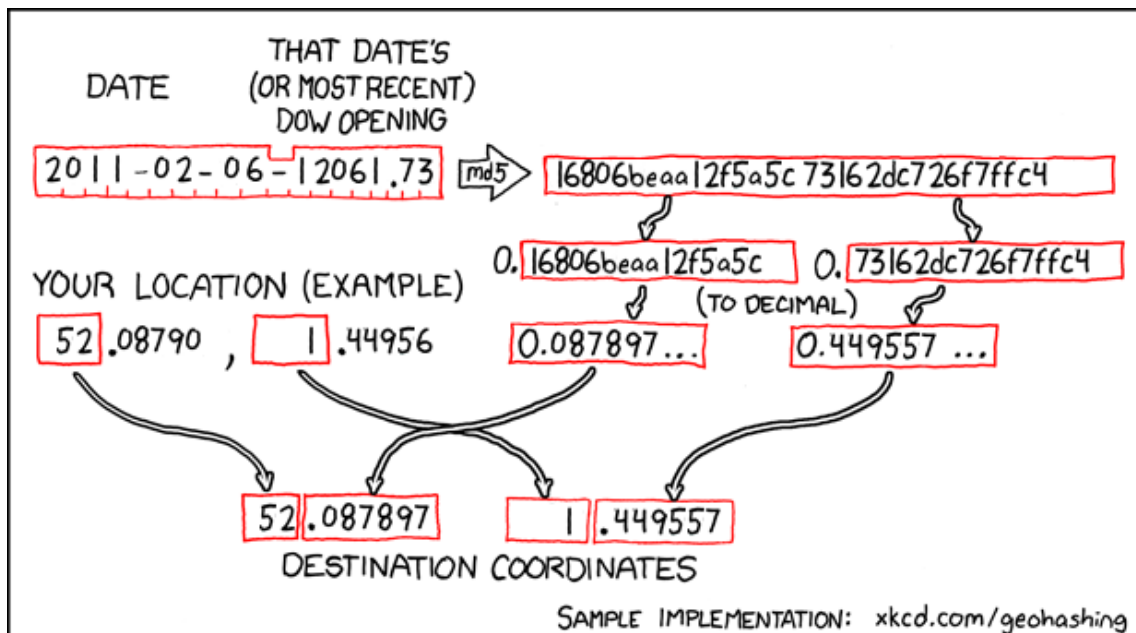 THAT DATE'S
DATE (OR MOST RECENT)
DOW OPENING
2011-02-06-12061.73 md5 16806beaa12f5a5c73162dc726f7ffc4
0.16806beaa12f5a5c 0.73162dc726f7ffc4
YOUR LOCATION (EXAMPLE) (TO DECIMAL)
52.08790, 1.44956 0.087897... 0.449557...
52.087897 1.449557
DESTINATION COORDINATES
SAMPLE IMPLEMENTATION: xkcd.com/geohashing